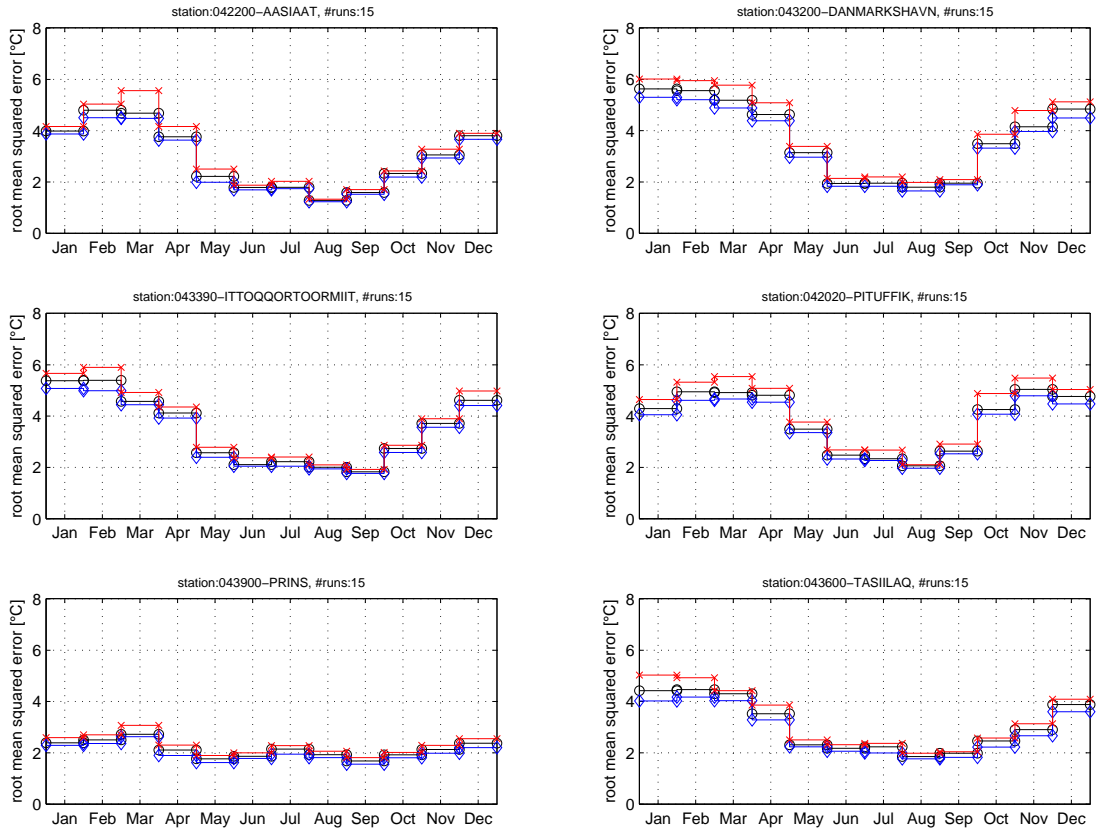 station:042200−AASIAAT, #runs:15
root mean squared error [°C]
8
6
4
2
0
Jan Feb Mar Apr May Jun Jul Aug Sep Oct Nov Dec
station:043200−DANMARKSHAVN, #runs:15
root mean squared error [°C]
8
6
4
2
0
Jan Feb Mar Apr May Jun Jul Aug Sep Oct Nov Dec
station:043390−ITTOQQORTOORMIIT, #runs:15
root mean squared error [°C]
8
6
4
2
0
Jan Feb Mar Apr May Jun Jul Aug Sep Oct Nov Dec
station:042020−PITUFFIK, #runs:15
root mean squared error [°C]
8
6
4
2
0
Jan Feb Mar Apr May Jun Jul Aug Sep Oct Nov Dec
station:043900−PRINS, #runs:15
root mean squared error [°C]
8
6
4
2
0
Jan Feb Mar Apr May Jun Jul Aug Sep Oct Nov Dec
station:043600−TASIILAQ, #runs:15
root mean squared error [°C]
8
6
4
2
0
Jan Feb Mar Apr May Jun Jul Aug Sep Oct Nov Dec